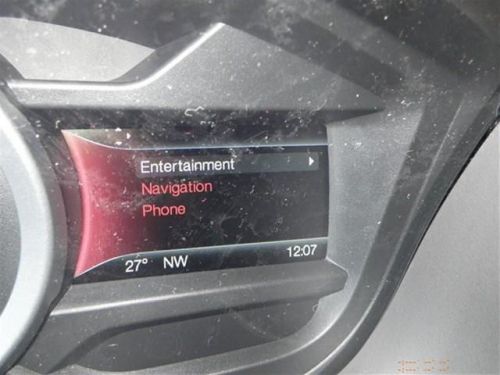 Entertainment
Navigation
Phone
27° NW 12:07